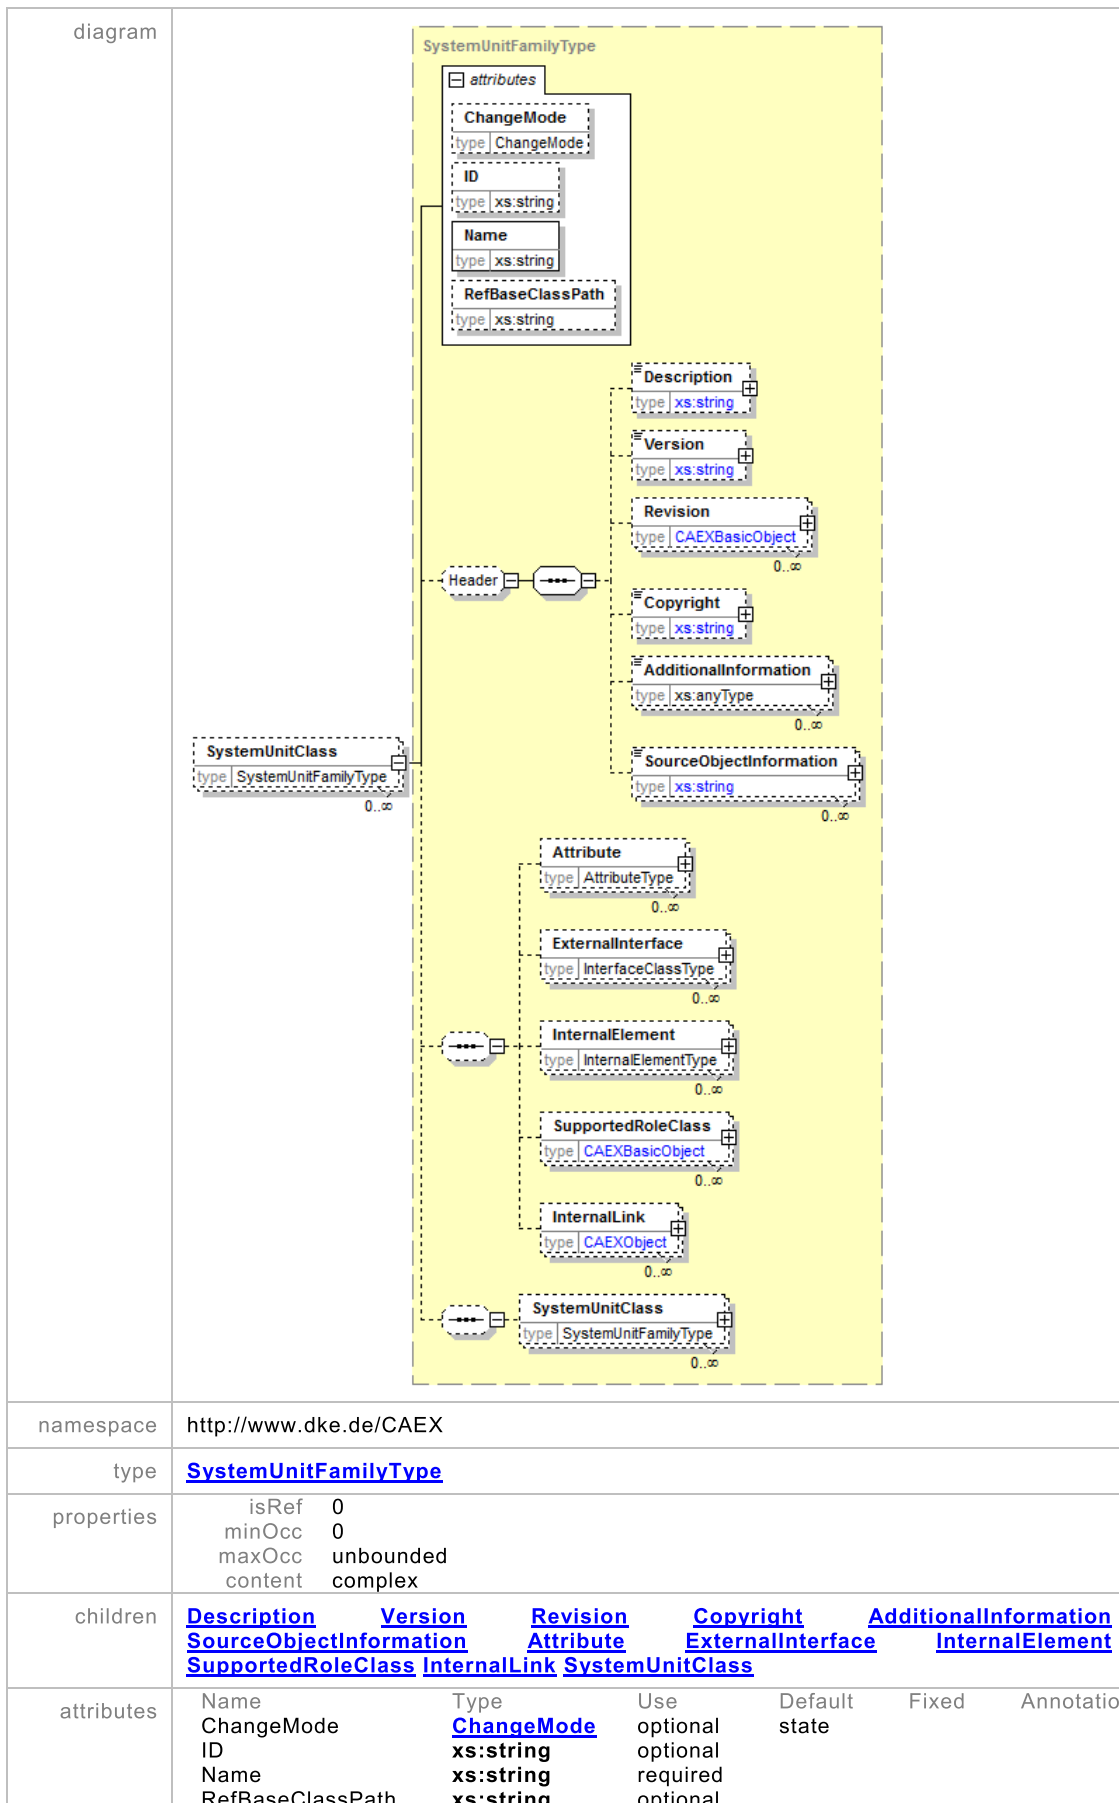 diagram
SystemUnitFamilyType
attributes
ChangeMode
type ChangeMode
ID
type xs:string
Name
type xs:string
RefBaseClassPath
type xs:string
Description
type xs:string
Version
type xs:string
Revision
type CAEXBasicObject
0..∞
Header
Copyright
type xs:string
AdditionalInformation
type xs:anyType
0..∞
SystemUnitClass
type SystemUnitFamilyType
0..∞
SourceObjectInformation
type xs:string
0..∞
Attribute
type AttributeType
0..∞
ExternalInterface
type InterfaceClassType
0..∞
InternalElement
type InternalElementType
0..∞
SupportedRoleClass
type CAEXBasicObject
0..∞
InternalLink
type CAEXObject
0..∞
SystemUnitClass
type SystemUnitFamilyType
0..∞
namespace http://www.dke.de/CAEX
type SystemUnitFamilyType
properties isRef 0
minOcc 0
maxOcc unbounded
content complex
children Description Version Revision Copyright AdditionalInformation
SourceObjectInformation Attribute ExternalInterface InternalElement
SupportedRoleClass InternalLink SystemUnitClass
attributes Name Type Use Default Fixed Annotatio
ChangeMode ChangeMode optional state
ID xs:string optional
Name xs:string required
RefBaseClassPath xs:string optional